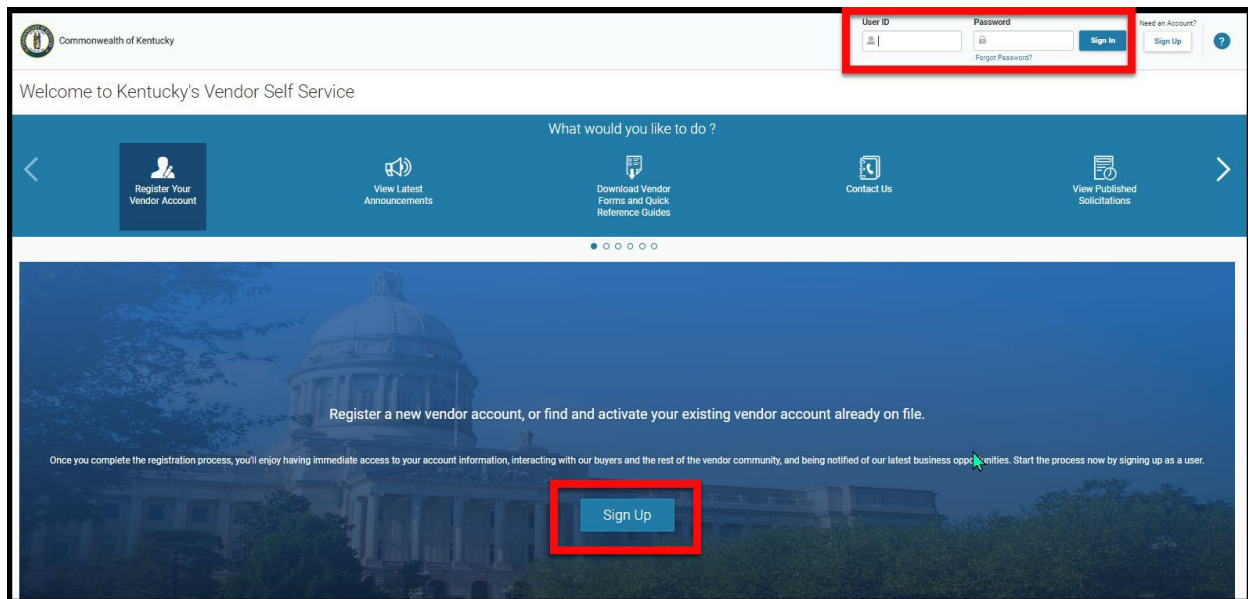 Commonwealth of Kentucky
User ID
Password
Sign In
Forgot Password?
Need an Account?
Sign Up
?
Welcome to Kentucky's Vendor Self Service
What would you like to do ?
Register Your
Vendor Account
View Latest
Announcements
Download Vendor
Forms and Quick
Reference Guides
Contact Us
View Published
Solicitations
Register a new vendor account, or find and activate your existing vendor account already on file.
Once you complete the registration process, you'll enjoy having immediate access to your account information, interacting with our buyers and the rest of the vendor community, and being notified of our latest business opportunities. Start the process now by signing up as a user.
Sign Up